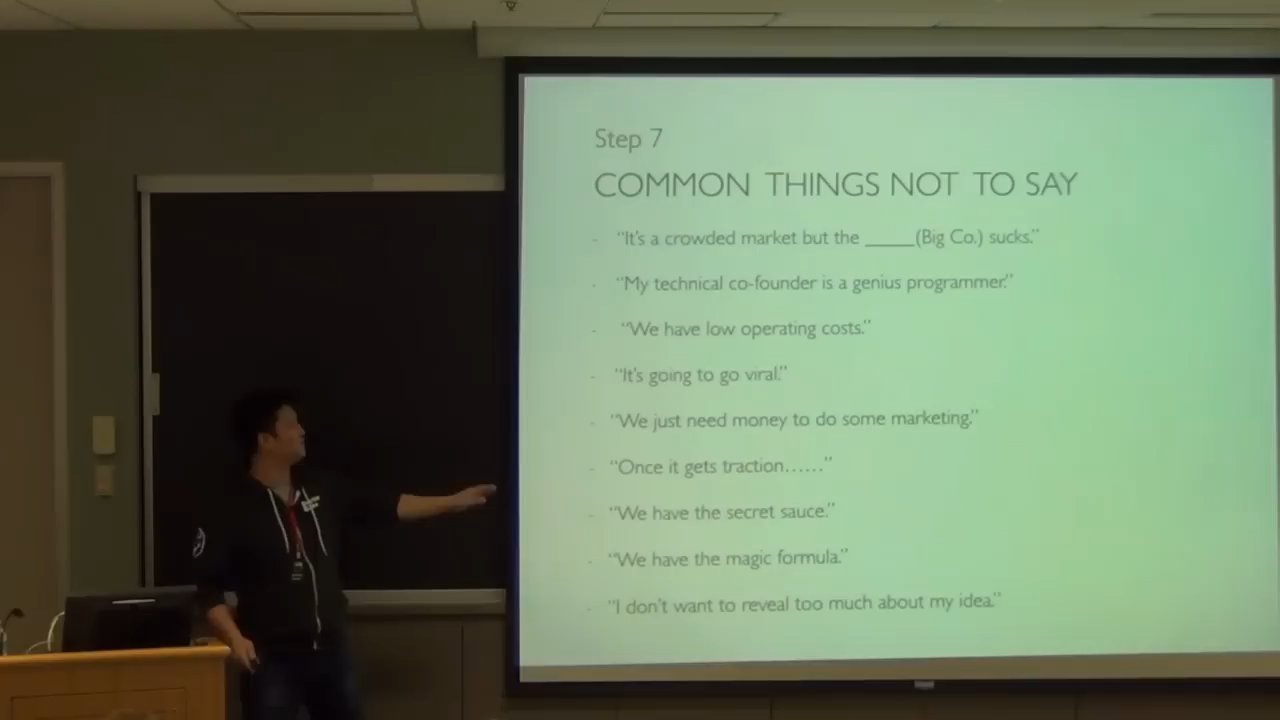 Step 7
COMMON THINGS NOT TO SAY
- "It's a crowded market but the _____(Big Co.) sucks."
- "My technical co-founder is a genius programmer."
- "We have low operating costs."
- "It's going to go viral."
- "We just need money to do some marketing."
- "Once it gets traction......"
- "We have the secret sauce."
- "We have the magic formula."
- "I don't want to reveal too much about my idea."